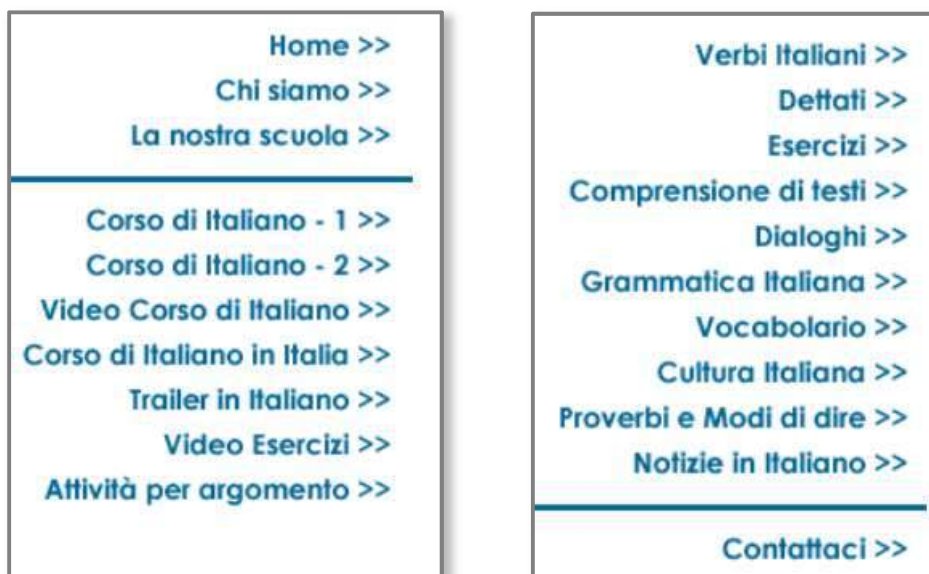 Home >>
Chi siamo >>
La nostra scuola >>
Corso di Italiano - 1 >>
Corso di Italiano - 2 >>
Video Corso di Italiano >>
Corso di Italiano in Italia >>
Trailer in Italiano >>
Video Esercizi >>
Attività per argomento >>
Verbi Italiani >>
Dettati >>
Esercizi >>
Comprensione di testi >>
Dialoghi >>
Grammatica Italiana >>
Vocabolario >>
Cultura Italiana >>
Proverbi e Modi di dire >>
Notizie in Italiano >>
Contattaci >>